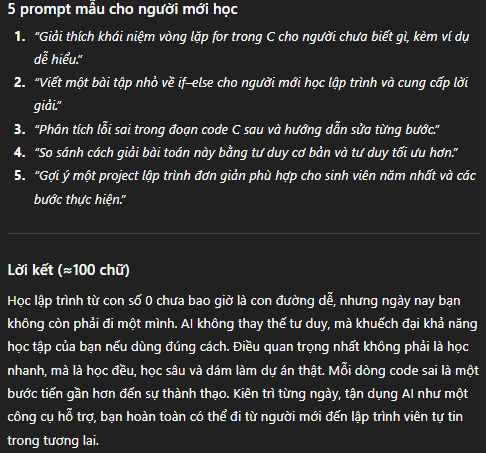 5 prompt mẫu cho người mới học
1. “Giải thích khái niệm vòng lặp for trong C cho người chưa biết gì, kèm ví dụ
dễ hiểu.”
2. “Viết một bài tập nhỏ về if–else cho người mới học lập trình và cung cấp lời
giải.”
3. “Phân tích lỗi sai trong đoạn code C sau và hướng dẫn sửa từng bước.”
4. “So sánh cách giải bài toán này bằng tư duy cơ bản và tư duy tối ưu hơn.”
5. “Gợi ý một project lập trình đơn giản phù hợp cho sinh viên năm nhất và các
bước thực hiện.”
Lời kết (≈100 chữ)
Học lập trình từ con số 0 chưa bao giờ là con đường dễ, nhưng ngày nay bạn
không còn phải đi một mình. AI không thay thế tư duy, mà khuếch đại khả năng
học tập của bạn nếu dùng đúng cách. Điều quan trọng nhất không phải là học
nhanh, mà là học đều, học sâu và dám làm dự án thật. Mỗi dòng code sai là một
bước tiến gần hơn đến sự thành thạo. Kiên trì từng ngày, tận dụng AI như một
công cụ hỗ trợ, bạn hoàn toàn có thể đi từ người mới đến lập trình viên tự tin
trong tương lai.